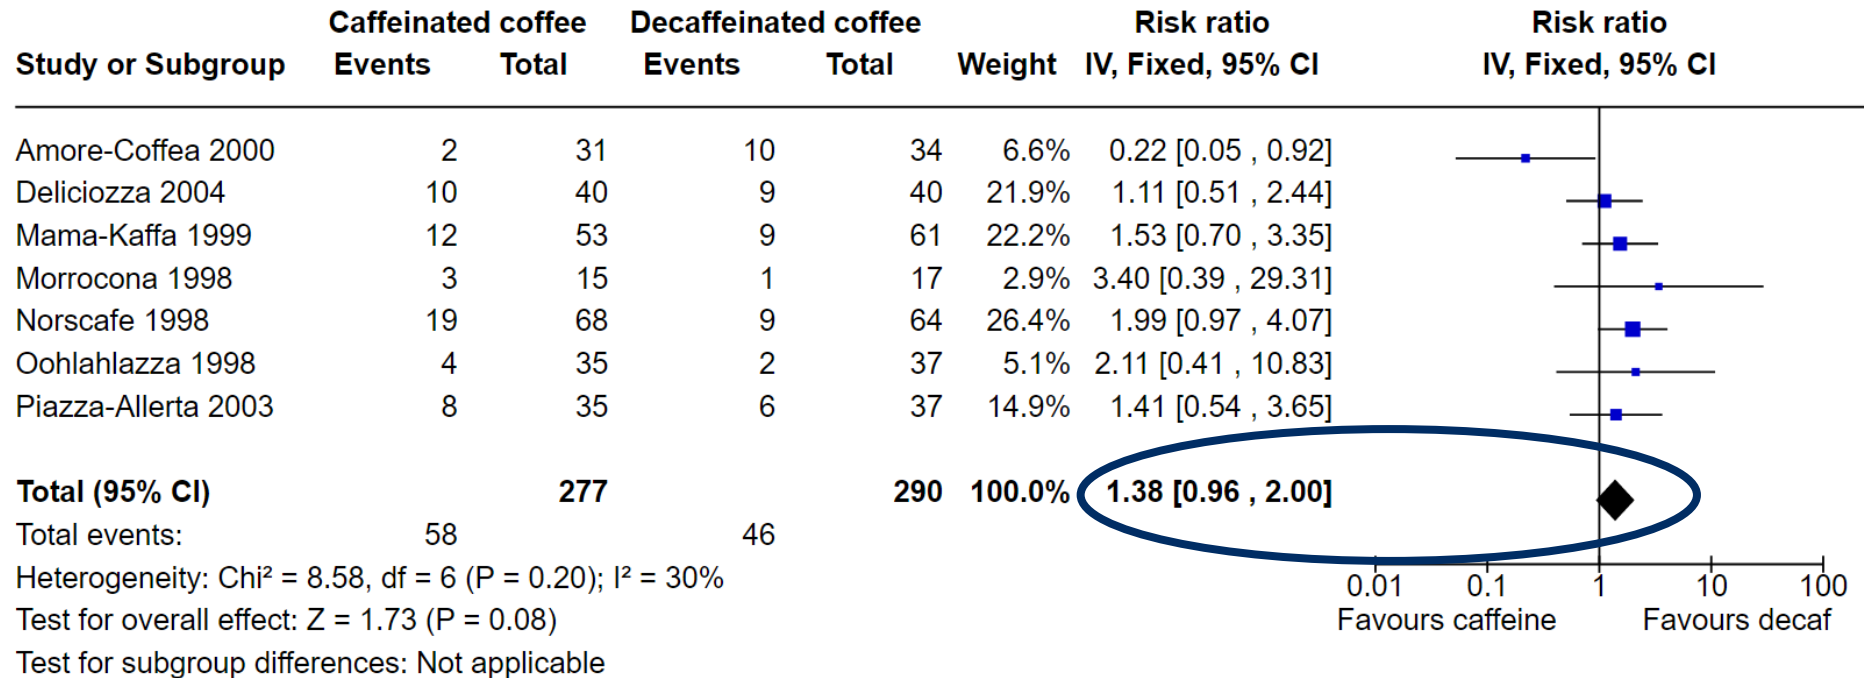 Caffeinated coffee Decaffeinated coffee Risk ratio Risk ratio
Study or Subgroup Events Total Events Total Weight IV, Fixed, 95% CI IV, Fixed, 95% CI
Amore-Coffea 2000 2 31 10 34 6.6% 0.22 [0.05 , 0.92]
Deliciozza 2004 10 40 9 40 21.9% 1.11 [0.51 , 2.44]
Mama-Kaffa 1999 12 53 9 61 22.2% 1.53 [0.70 , 3.35]
Morrocona 1998 3 15 1 17 2.9% 3.40 [0.39 , 29.31]
Norscafe 1998 19 68 9 64 26.4% 1.99 [0.97 , 4.07]
Oohlahlazza 1998 4 35 2 37 5.1% 2.11 [0.41 , 10.83]
Piazza-Allerta 2003 8 35 6 37 14.9% 1.41 [0.54 , 3.65]
Total (95% CI) 277 290 100.0% 1.38 [0.96 , 2.00]
Total events: 58 46
Heterogeneity: Chi² = 8.58, df = 6 (P = 0.20); I² = 30% 0.01 0.1 1 10 100
Test for overall effect: Z = 1.73 (P = 0.08) Favours caffeine Favours decaf
Test for subgroup differences: Not applicable